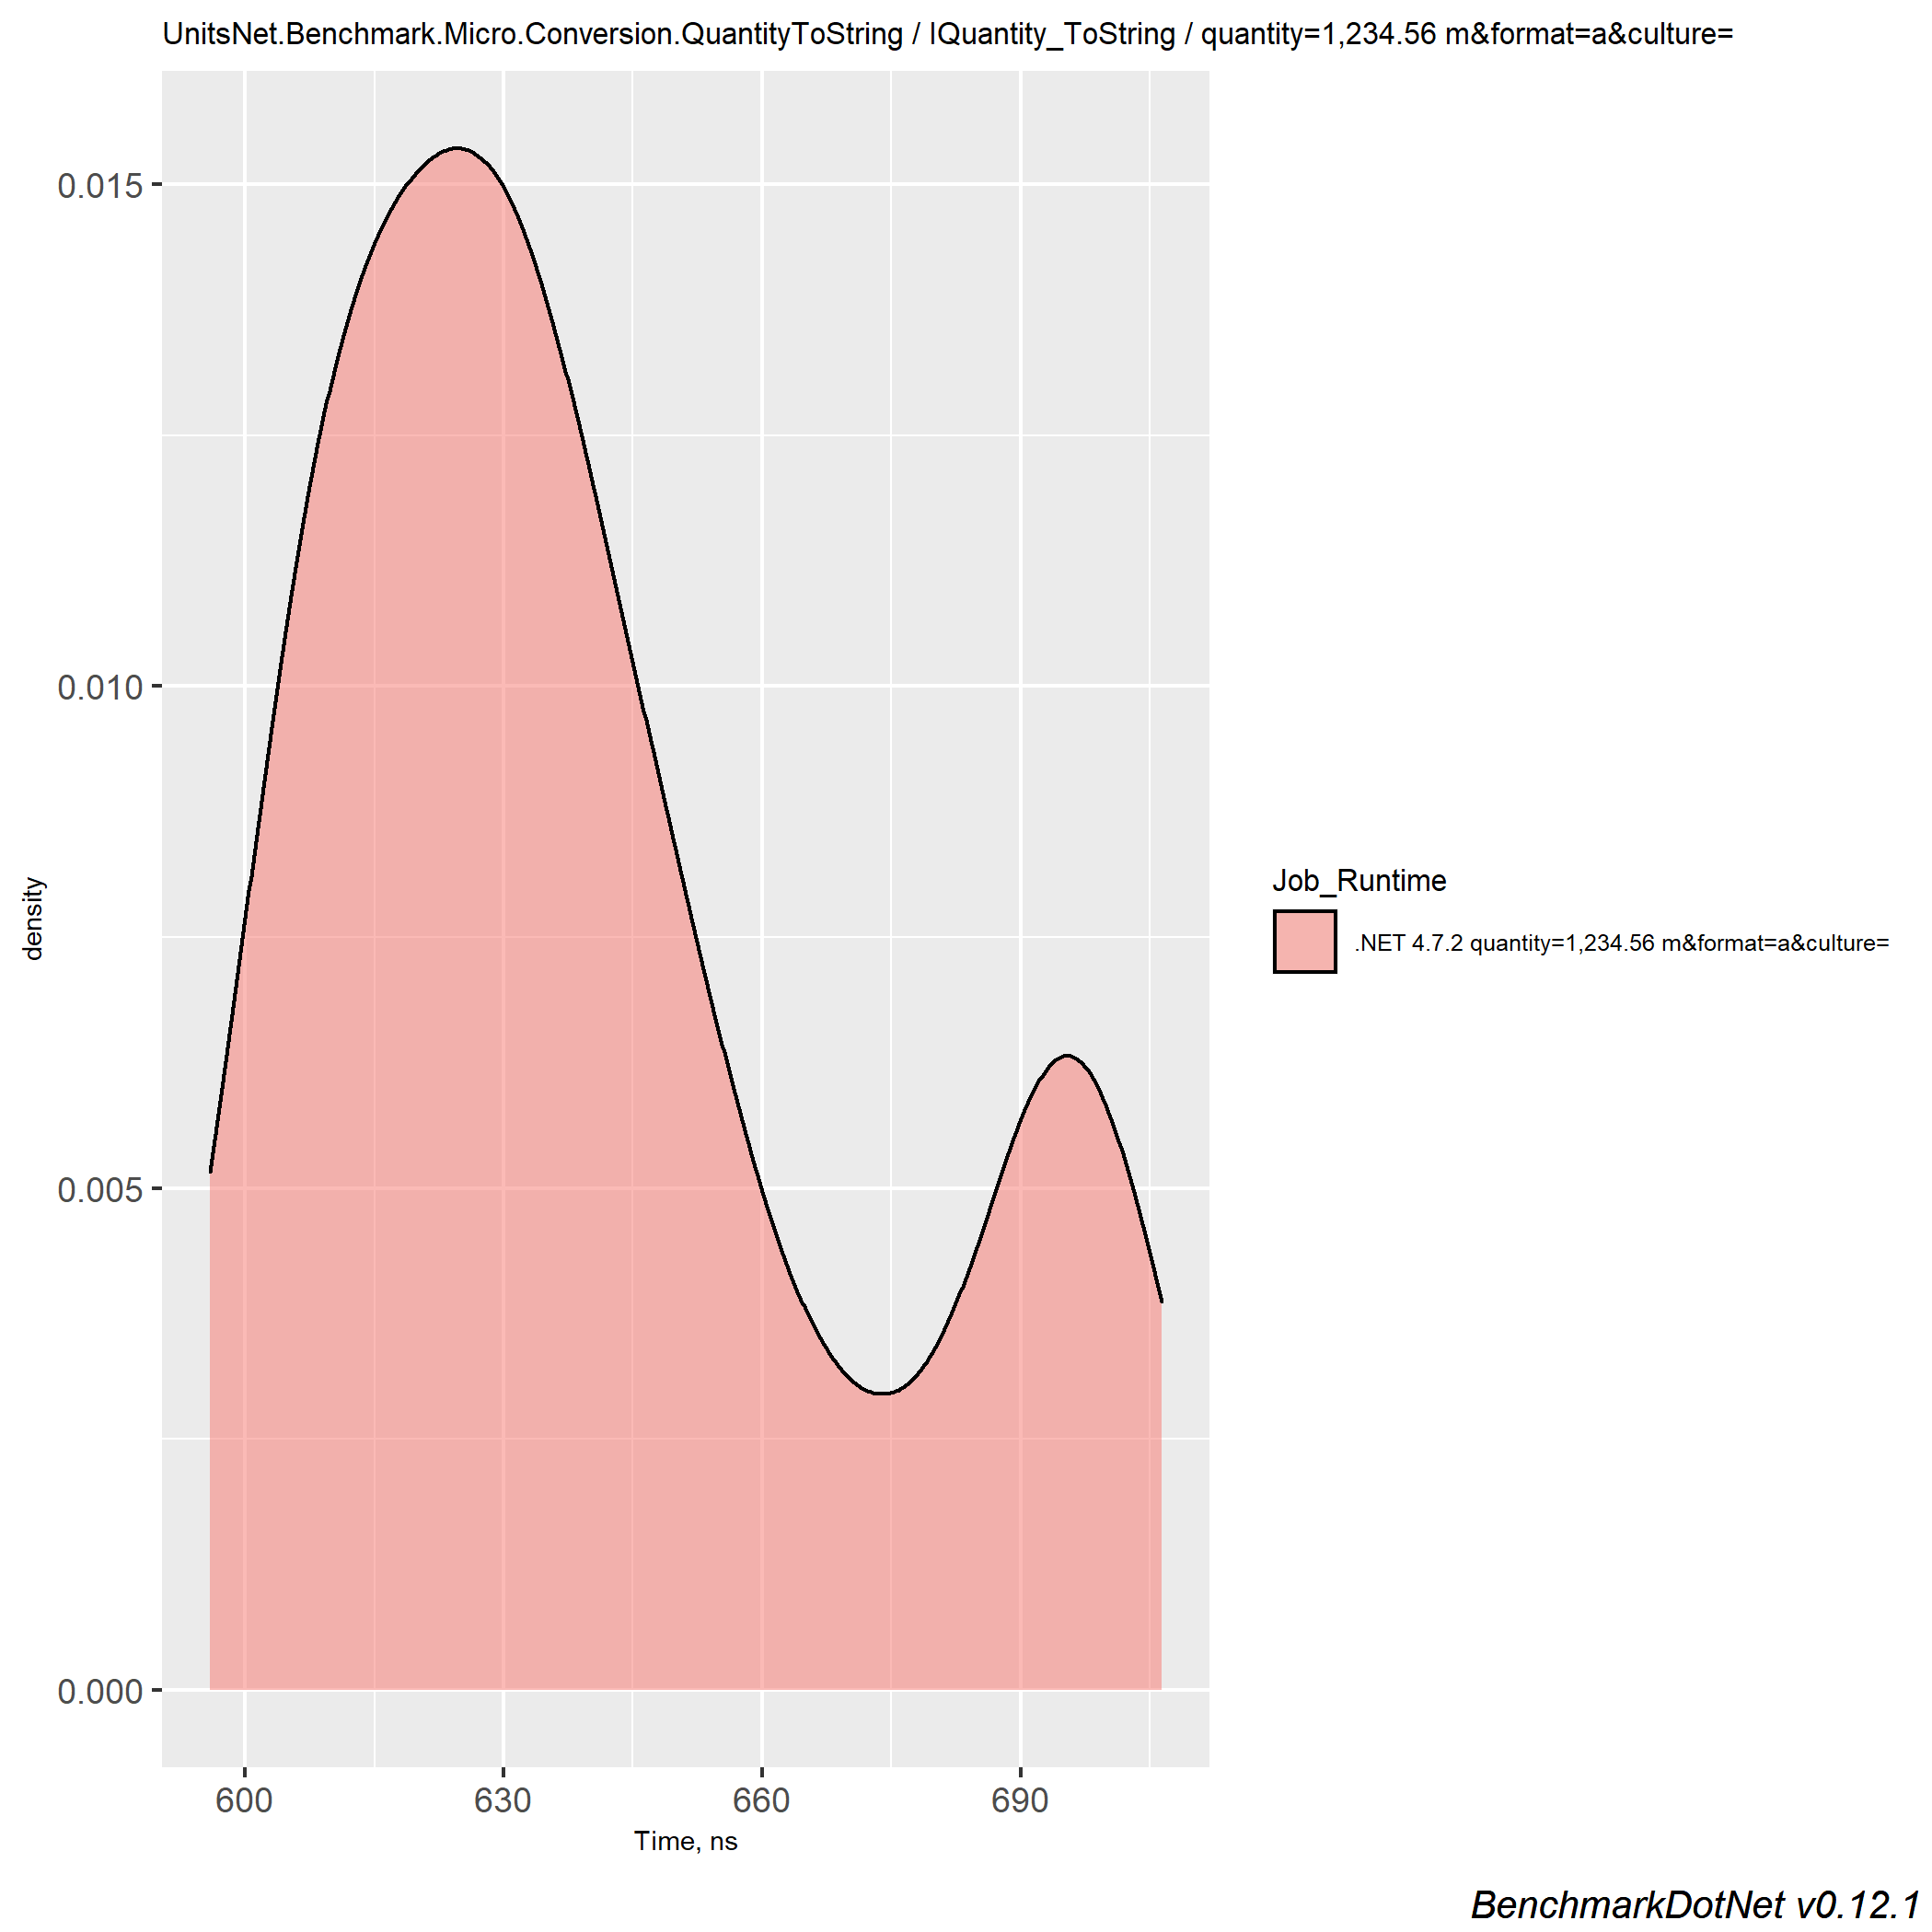 UnitsNet.Benchmark.Micro.Conversion.QuantityToString / IQuantity_ToString / quantity=1,234.56 m&format=a&culture=
0.015
0.010
0.005
0.000
density
600 630 660 690
Time, ns
Job_Runtime
.NET 4.7.2 quantity=1,234.56 m&format=a&culture=
BenchmarkDotNet v0.12.1